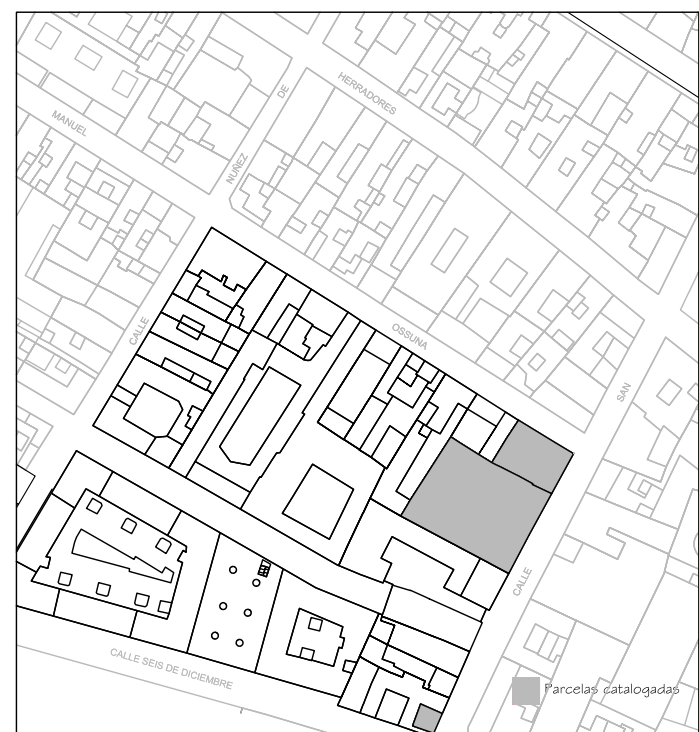 HERRADORES
DE
MANUEL
NUÑEZ
OSSUNA
CALLE
SAN
CALLE
CALLE SEIS DE DICIEMBRE
Parcelas catalogadas